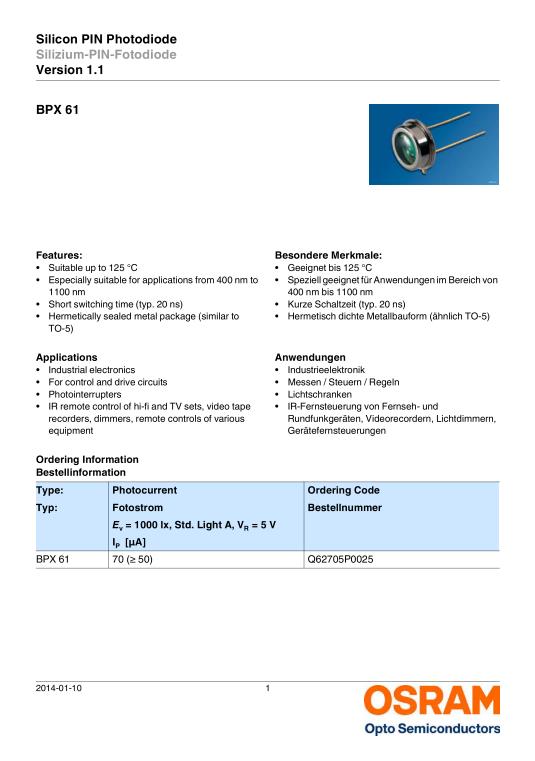 Silicon PIN Photodiode
Silizium-PIN-Fotodiode
Version 1.1
BPX 61
Features:
• Suitable up to 125 °C
• Especially suitable for applications from 400 nm to
1100 nm
• Short switching time (typ. 20 ns)
• Hermetically sealed metal package (similar to
TO-5)
Besondere Merkmale:
• Geeignet bis 125 °C
• Speziell geeignet für Anwendungen im Bereich von
400 nm bis 1100 nm
• Kurze Schaltzeit (typ. 20 ns)
• Hermetisch dichte Metallbauform (ähnlich TO-5)
Applications
• Industrial electronics
• For control and drive circuits
• Photointerrupters
• IR remote control of hi-fi and TV sets, video tape
recorders, dimmers, remote controls of various
equipment
Anwendungen
• Industrieelektronik
• Messen / Steuern / Regeln
• Lichtschranken
• IR-Fernsteuerung von Fernseh- und
Rundfunkgeräten, Videorecordern, Lichtdimmern,
Gerätefernsteuerungen
Ordering Information
Bestellinformation
Type: Photocurrent Ordering Code
Typ: Fotostrom Bestellnummer
Ev = 1000 lx, Std. Light A, VR = 5 V
IP [µA]
BPX 61 70 (≥ 50) Q62705P0025
2014-01-10 1
OSRAM
Opto Semiconductors